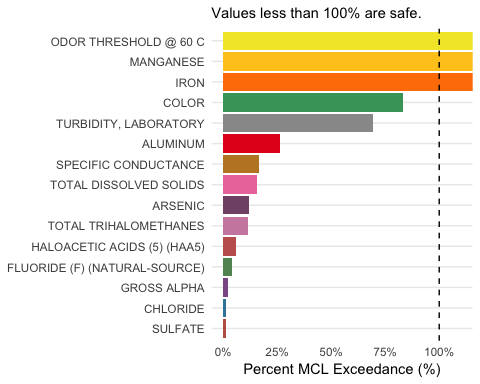 Values less than 100% are safe.
ODOR THRESHOLD @ 60 C
MANGANESE
IRON
COLOR
TURBIDITY, LABORATORY
ALUMINUM
SPECIFIC CONDUCTANCE
TOTAL DISSOLVED SOLIDS
ARSENIC
TOTAL TRIHALOMETHANES
HALOACETIC ACIDS (5) (HAA5)
FLUORIDE (F) (NATURAL-SOURCE)
GROSS ALPHA
CHLORIDE
SULFATE
0% 25% 50% 75% 100%
Percent MCL Exceedance (%)